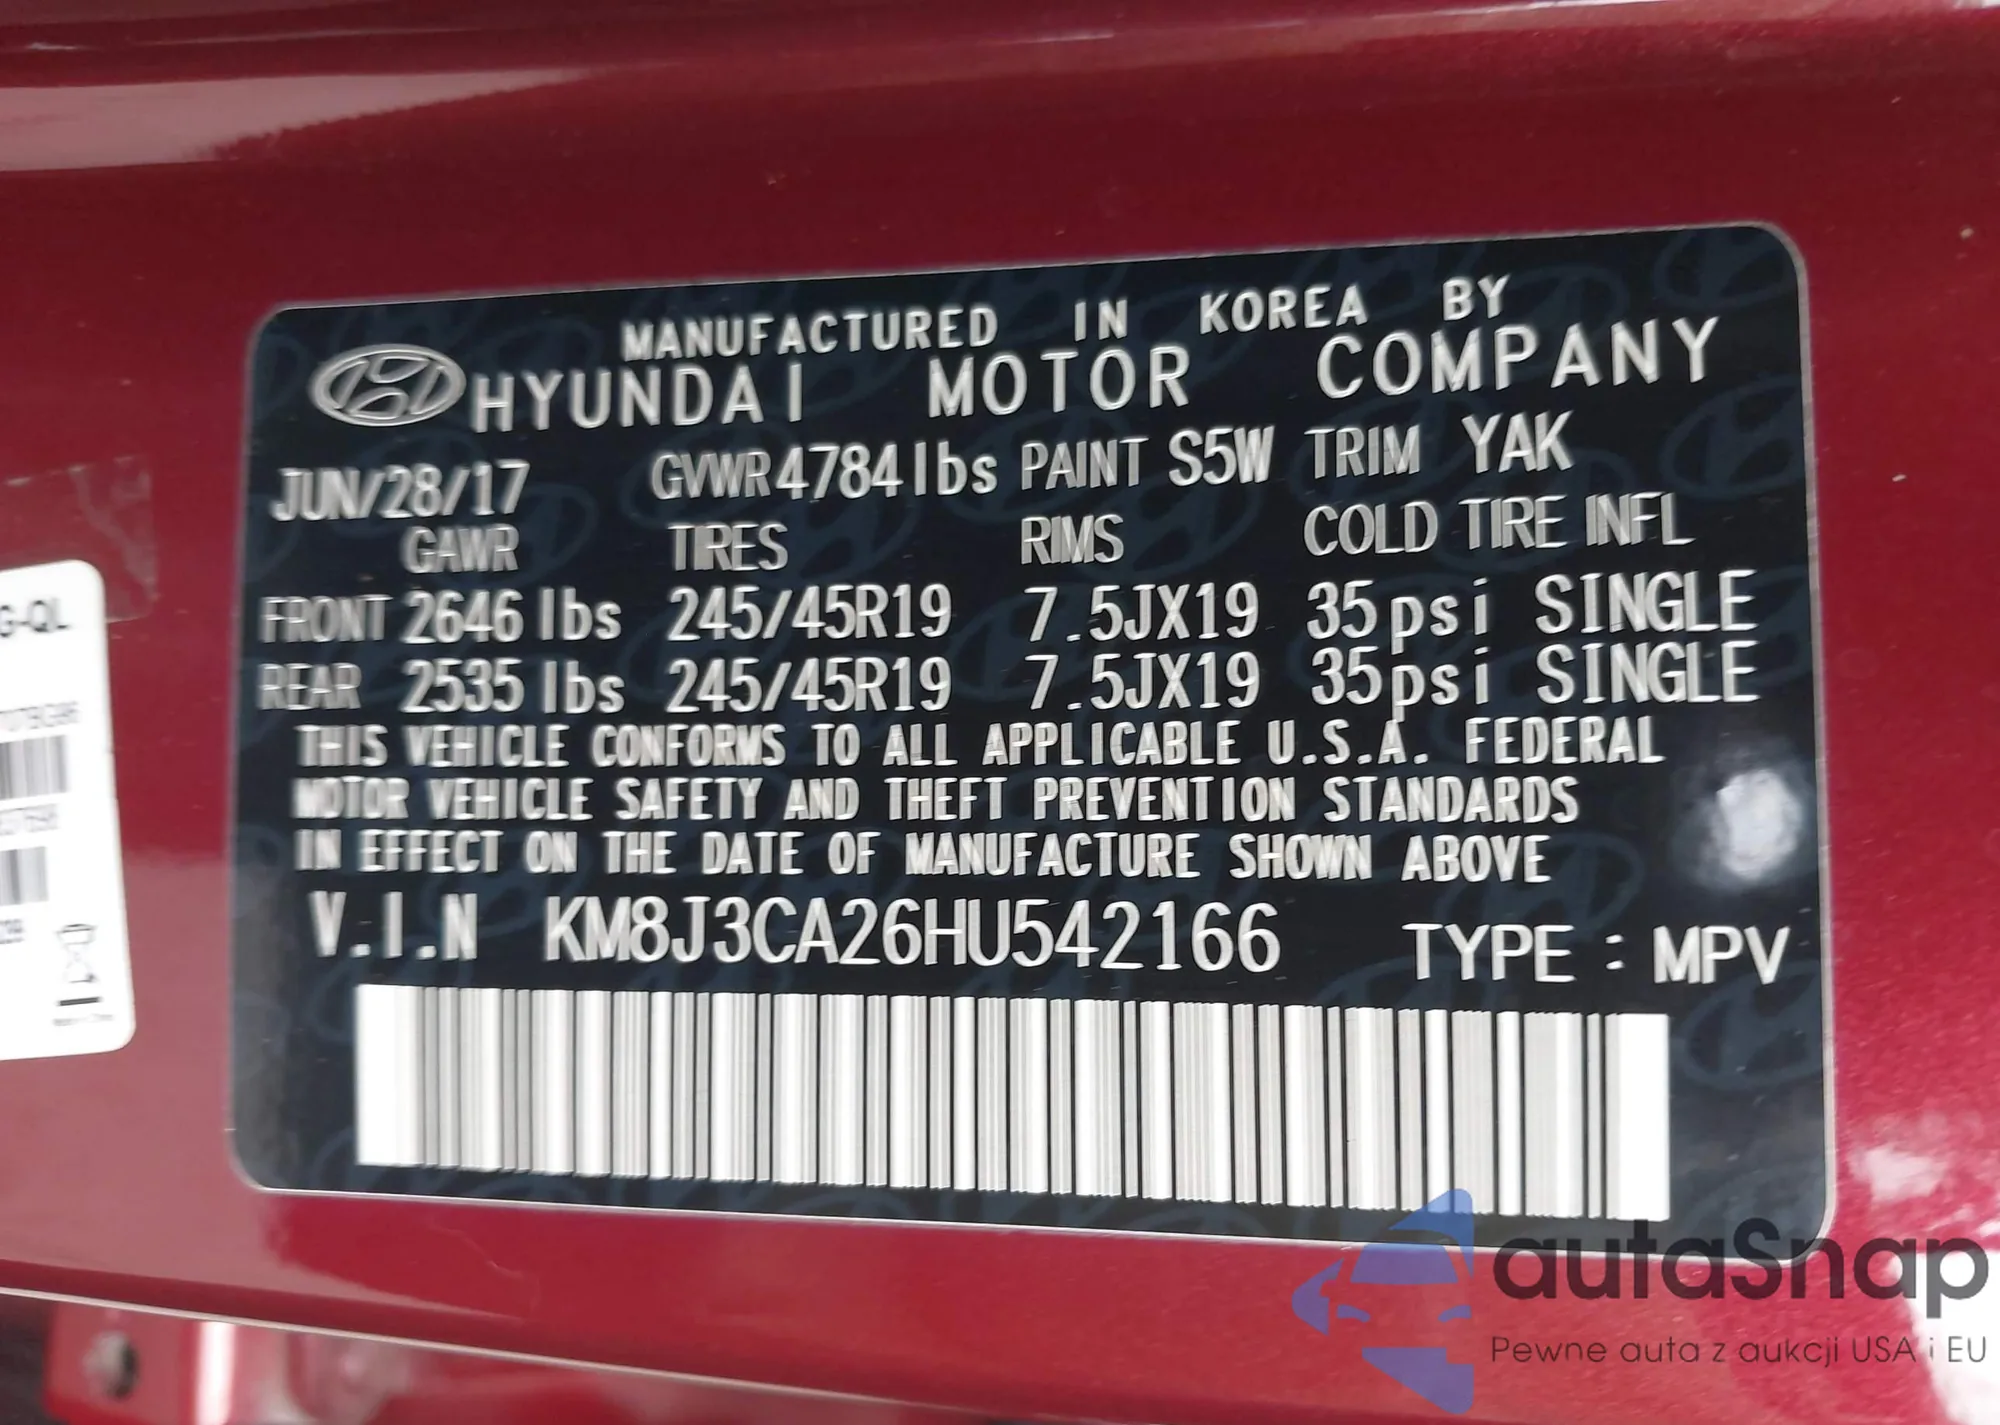 MANUFACTURED IN KOREA BY
HYUNDAI MOTOR COMPANY
JUN/28/17 GVWR4784lbs PAINT S5W TRIM YAK
GAWR TIRES RIMS COLD TIRE INFL
FRONT 2646lbs 245/45R19 7.5JX19 35psi SINGLE
REAR 2535lbs 245/45R19 7.5JX19 35psi SINGLE
THIS VEHICLE CONFORMS TO ALL APPLICABLE U.S.A. FEDERAL
MOTOR VEHICLE SAFETY AND THEFT PREVENTION STANDARDS
IN EFFECT ON THE DATE OF MANUFACTURE SHOWN ABOVE
V.I.N KM8J3CA26HU542166 TYPE : MPV
G-QL
autaSnap
Pewne auta z aukcji USA i EU